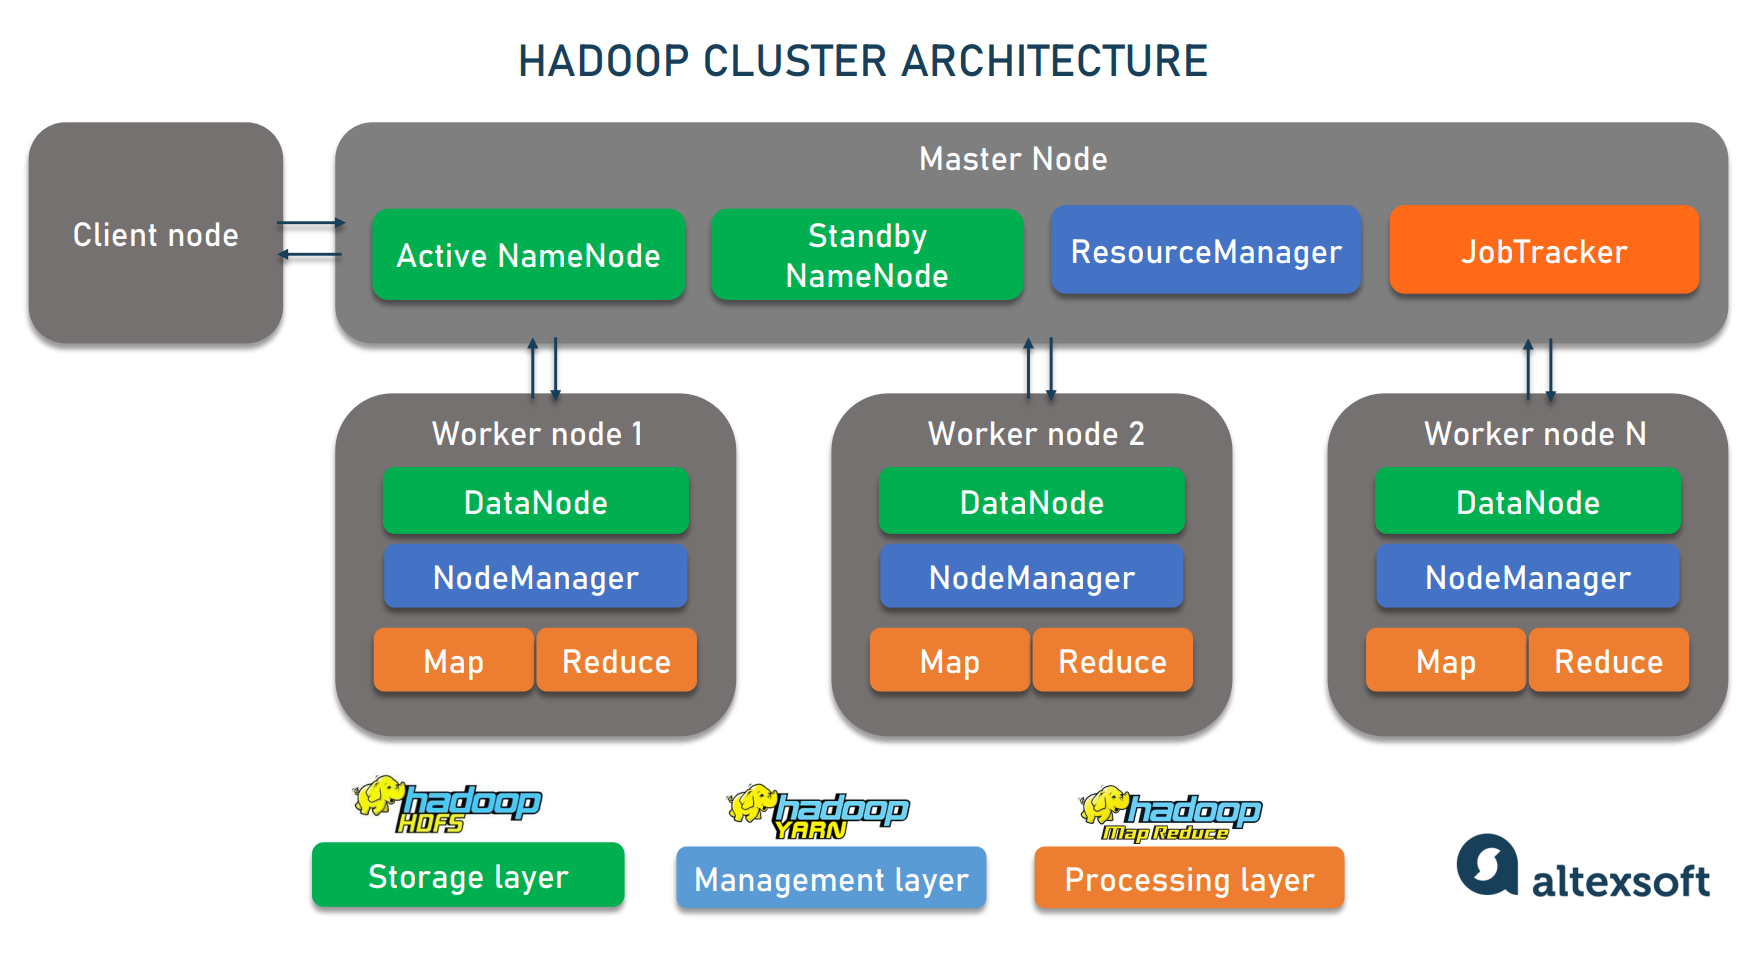 HADOOP CLUSTER ARCHITECTURE
Client node
Master Node
Active NameNode
Standby
NameNode
ResourceManager
JobTracker
Worker node 1
DataNode
NodeManager
Map
Reduce
Worker node 2
DataNode
NodeManager
Map
Reduce
Worker node N
DataNode
NodeManager
Map
Reduce
hadoop
HDFS
Storage layer
hadoop
YARN
Management layer
hadoop
Map Reduce
Processing layer
altexsoft